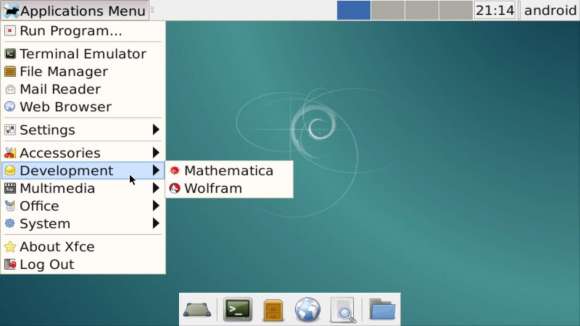 Applications Menu
21:14
android
Run Program...
Terminal Emulator
File Manager
Mail Reader
Web Browser
Settings
Accessories
Development
Mathematica
Multimedia
Wolfram
Office
System
About Xfce
Log Out